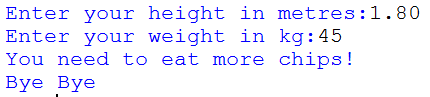 Enter your height in metres:1.80
Enter your weight in kg:45
You need to eat more chips!
Bye Bye